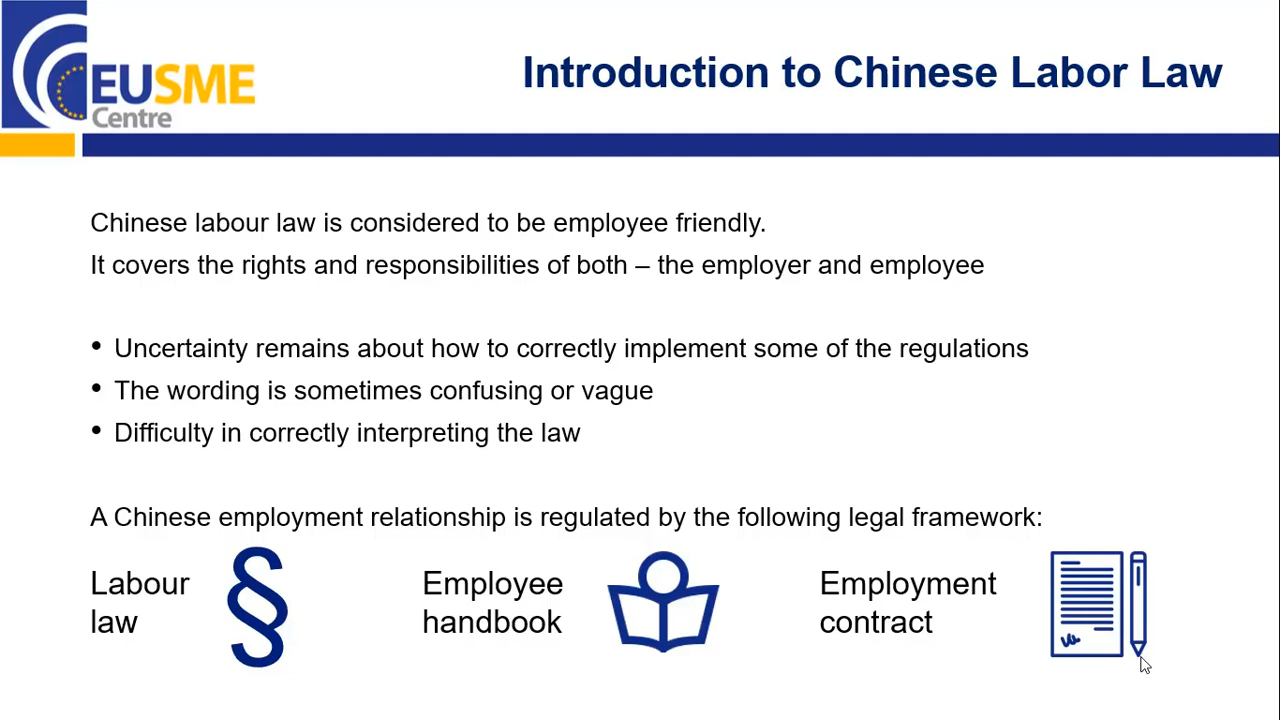 EUSME
Centre
Introduction to Chinese Labor Law
Chinese labour law is considered to be employee friendly.
It covers the rights and responsibilities of both – the employer and employee
• Uncertainty remains about how to correctly implement some of the regulations
• The wording is sometimes confusing or vague
• Difficulty in correctly interpreting the law
A Chinese employment relationship is regulated by the following legal framework:
Labour
law
§
Employee
handbook
Employment
contract